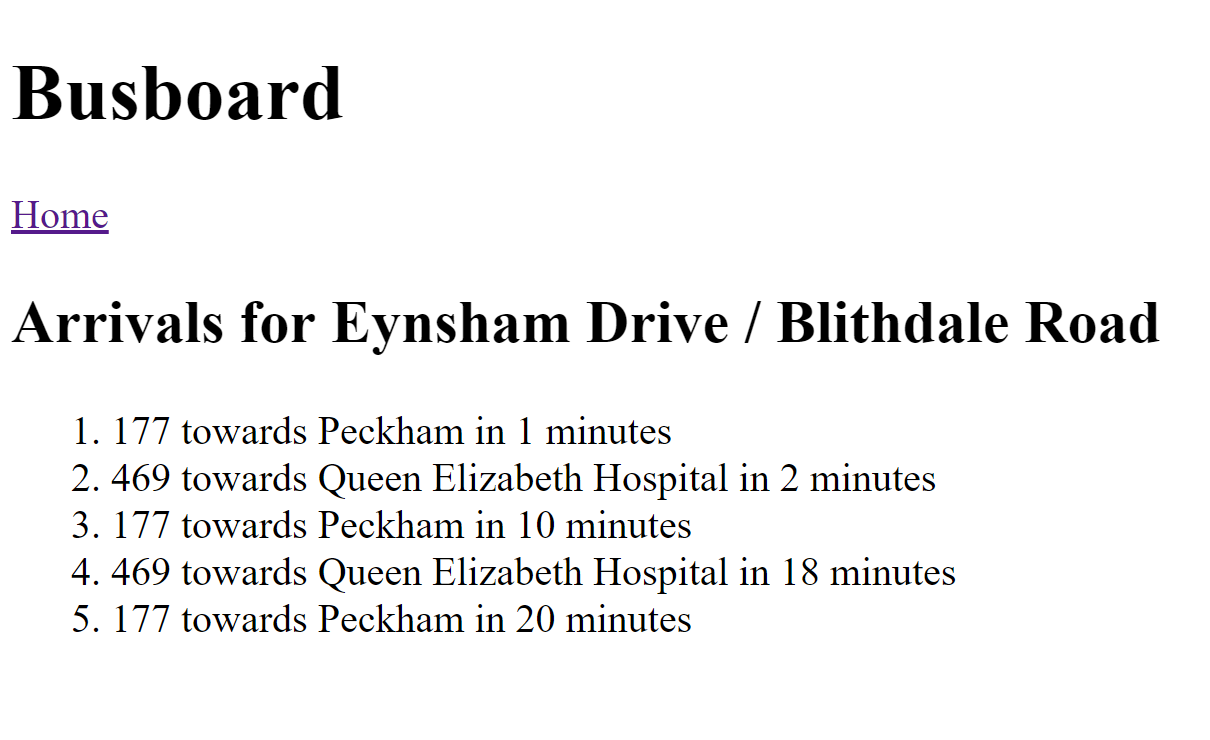 Busboard
Home
Arrivals for Eynsham Drive / Blithdale Road
1. 177 towards Peckham in 1 minutes
2. 469 towards Queen Elizabeth Hospital in 2 minutes
3. 177 towards Peckham in 10 minutes
4. 469 towards Queen Elizabeth Hospital in 18 minutes
5. 177 towards Peckham in 20 minutes